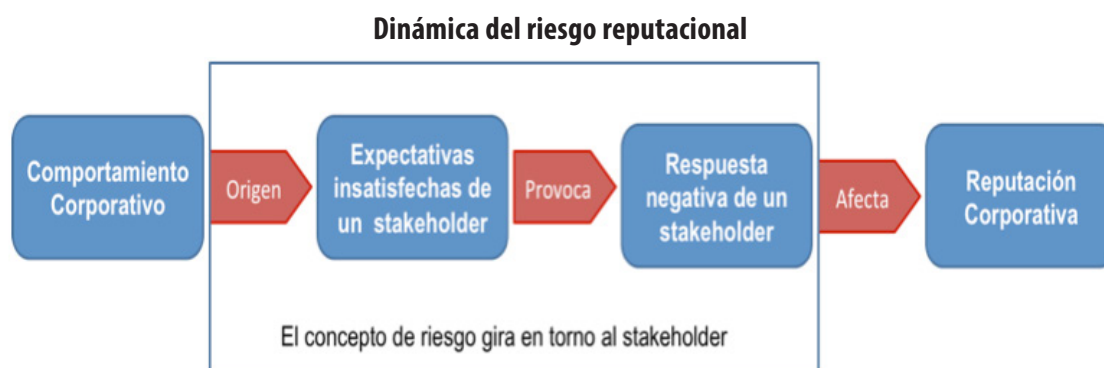 Dinámica del riesgo reputacional
Comportamiento
Corporativo
Origen
Expectativas
insatisfechas de
un stakeholder
Provoca
Respuesta
negativa de un
stakeholder
Afecta
Reputación
Corporativa
El concepto de riesgo gira en torno al stakeholder